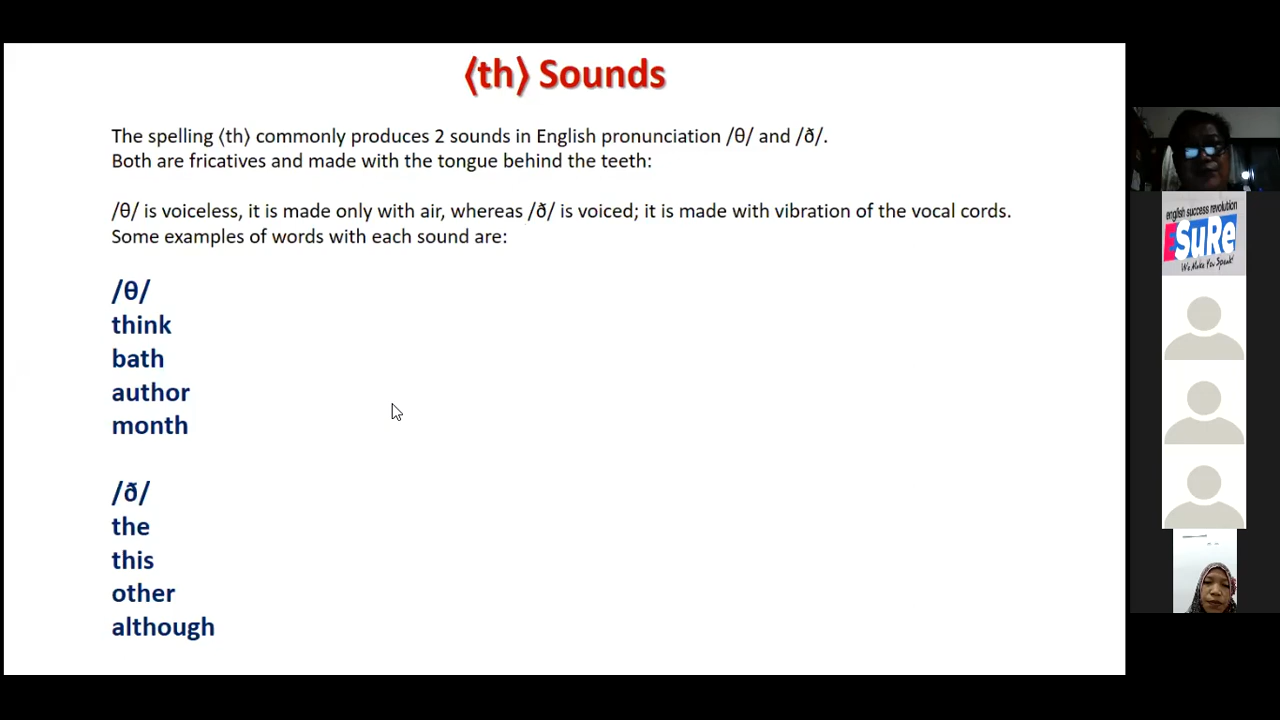 ⟨th⟩ Sounds
The spelling ⟨th⟩ commonly produces 2 sounds in English pronunciation /θ/ and /ð/.
Both are fricatives and made with the tongue behind the teeth:
/θ/ is voiceless, it is made only with air, whereas /ð/ is voiced; it is made with vibration of the vocal cords.
Some examples of words with each sound are:
/θ/
think
bath
author
month
/ð/
the
this
other
although
english success revolution
eSuRe
We Make You Speak!